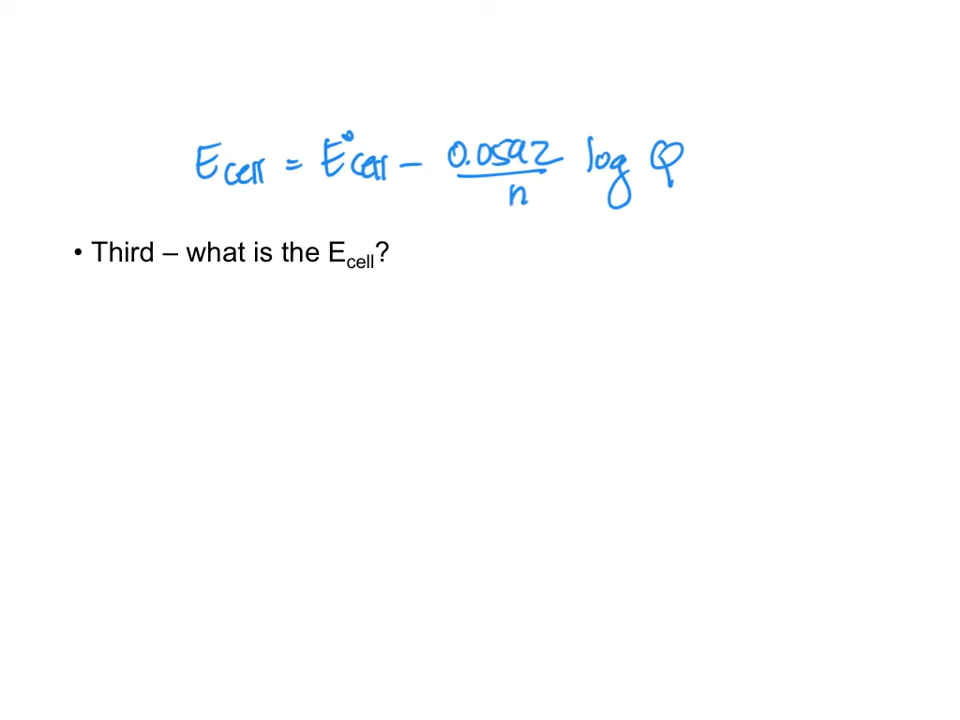 Ecell = E°cell – 0.0592/n log Q
• Third – what is the Ecell?